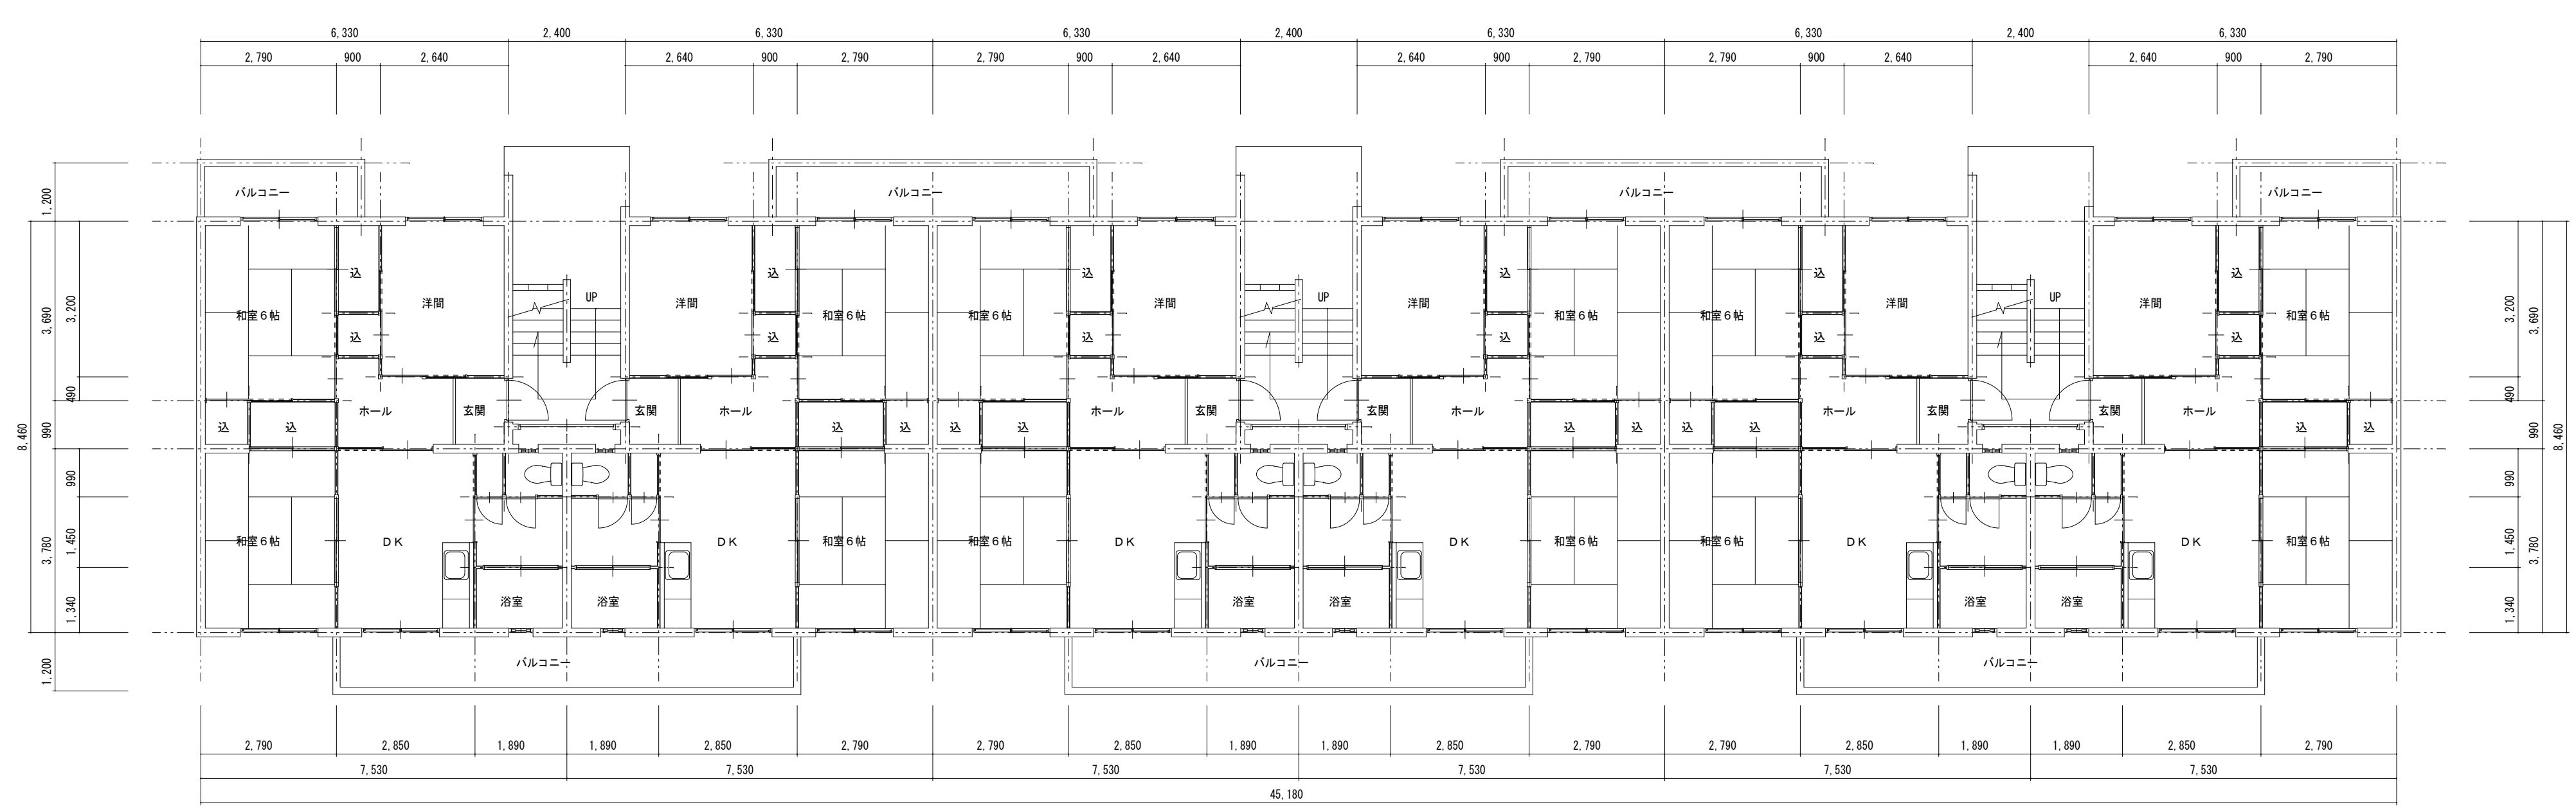 6,330 2,400 6,330 6,330 2,400 6,330 6,330 2,400 6,330
2,790 900 2,640 2,640 900 2,790 2,790 900 2,640 2,640 900 2,790 2,790 900 2,640 2,640 900 2,790
バルコニー バルコニー バルコニー バルコニー
1,200
込 込 込 込 込 込
洋間 UP 洋間 洋間 UP 洋間 洋間 UP 洋間
和室6帖 和室6帖 和室6帖 和室6帖 和室6帖 和室6帖
込 込 込 込 込 込
3,690 3,200 3,200 3,690
490 490
ホール 玄関 玄関 ホール ホール 玄関 玄関 ホール ホール 玄関 玄関 ホール
込 込 込 込 込 込 込 込 込 込 込 込
8,460 990 990 8,460
990 990
和室6帖 DK DK 和室6帖 和室6帖 DK DK 和室6帖 和室6帖 DK DK 和室6帖
3,780 1,450 1,450 3,780
浴室 浴室 浴室 浴室 浴室 浴室
1,340 1,340
1,200
バルコニー バルコニー バルコニー
2,790 2,850 1,890 1,890 2,850 2,790 2,790 2,850 1,890 1,890 2,850 2,790 2,790 2,850 1,890 1,890 2,850 2,790
7,530 7,530 7,530 7,530 7,530 7,530
45,180